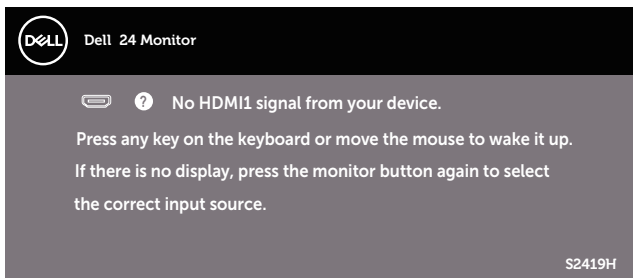 DELL Dell 24 Monitor
? No HDMI1 signal from your device.
Press any key on the keyboard or move the mouse to wake it up.
If there is no display, press the monitor button again to select
the correct input source.
S2419H